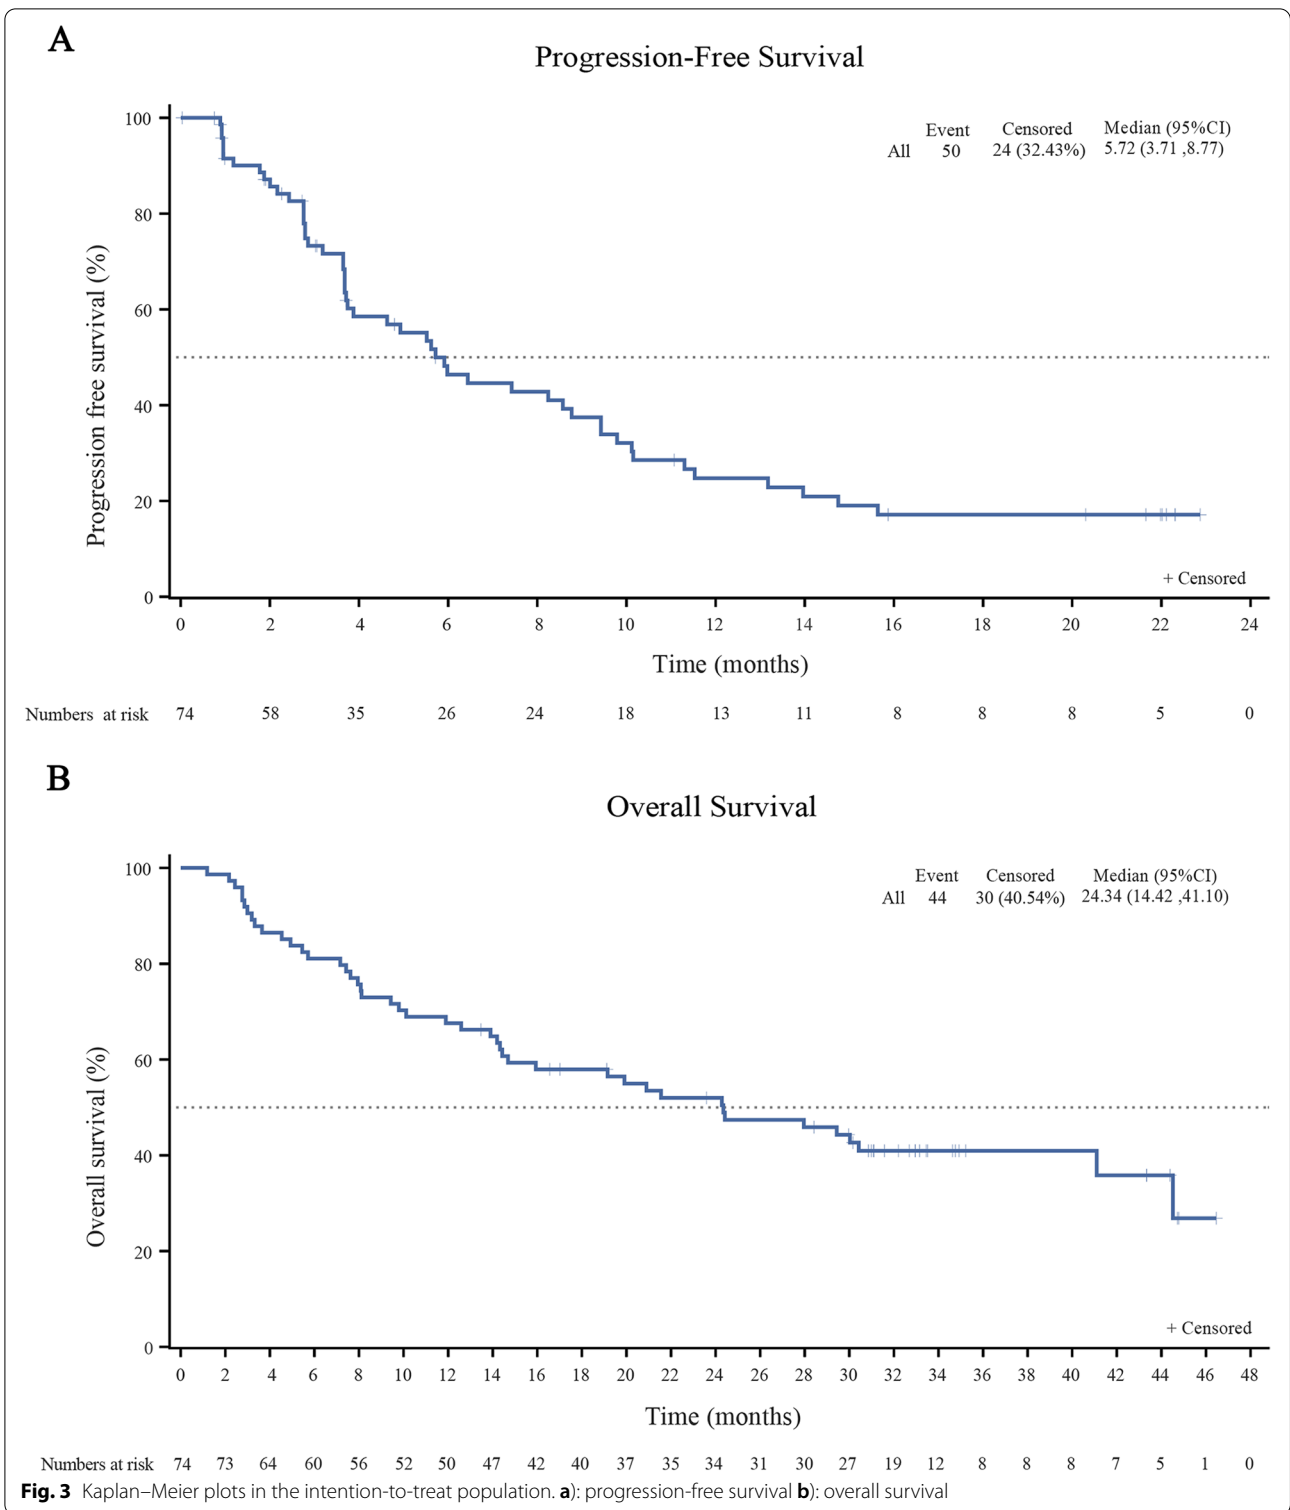 A
Progression-Free Survival
Event Censored Median (95%CI)
All 50 24 (32.43%) 5.72 (3.71 ,8.77)
Progression free survival (%)
100
80
60
40
20
0
+ Censored
0 2 4 6 8 10 12 14 16 18 20 22 24
Time (months)
Numbers at risk 74 58 35 26 24 18 13 11 8 8 8 5 0
B
Overall Survival
Event Censored Median (95%CI)
All 44 30 (40.54%) 24.34 (14.42 ,41.10)
Overall survival (%)
100
80
60
40
20
0
+ Censored
0 2 4 6 8 10 12 14 16 18 20 22 24 26 28 30 32 34 36 38 40 42 44 46 48
Time (months)
Numbers at risk 74 73 64 60 56 52 50 47 42 40 37 35 34 31 30 27 19 12 8 8 8 7 5 1 0
Fig. 3 Kaplan–Meier plots in the intention-to-treat population. a): progression-free survival b): overall survival